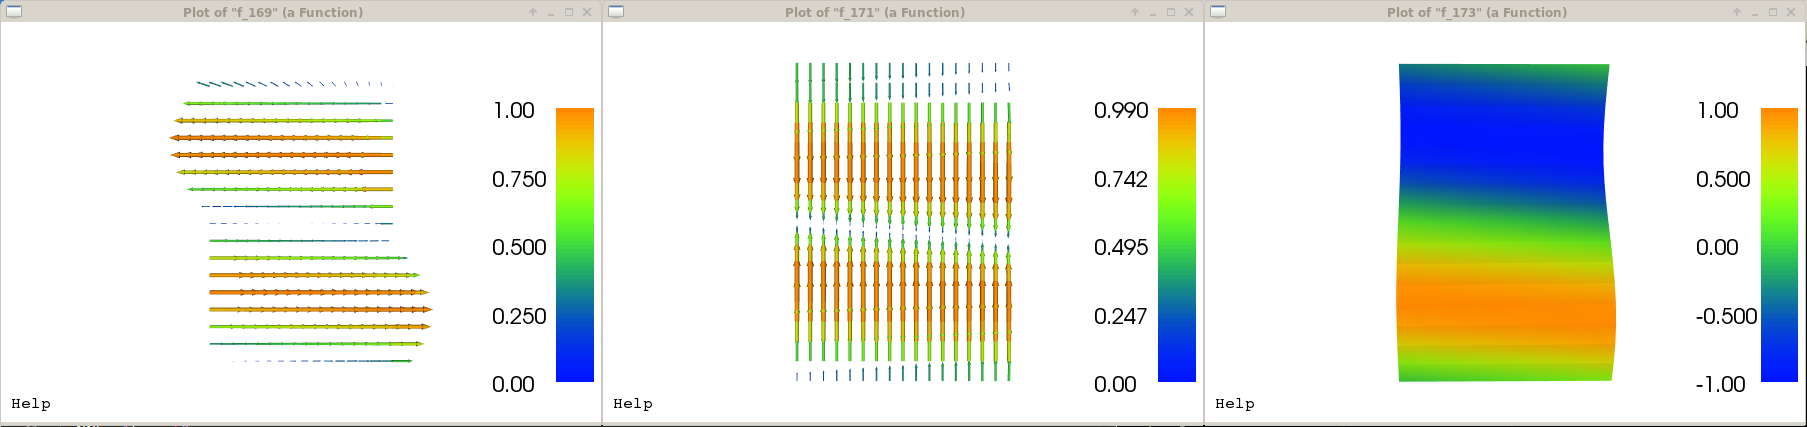 Plot of "f_169" (a Function)
1.00
0.750
0.500
0.250
0.00
Help
Plot of "f_171" (a Function)
0.990
0.742
0.495
0.247
0.00
Help
Plot of "f_173" (a Function)
1.00
0.500
0.00
-0.500
-1.00
Help